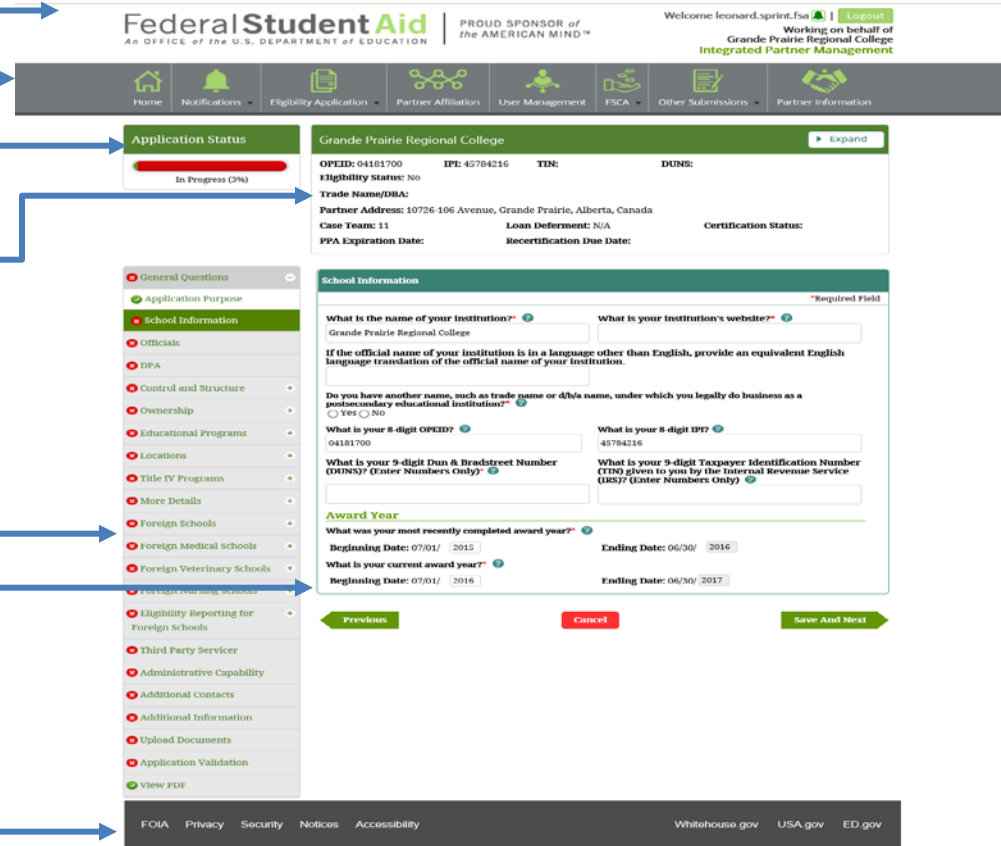 Federal Student Aid
An OFFICE of the U.S. DEPARTMENT of EDUCATION
PROUD SPONSOR of
the AMERICAN MIND™
Welcome leonard.sprint.fsa | Logout
Working on behalf of
Grande Prairie Regional College
Integrated Partner Management
Home Notifications Eligibility Application Partner Affiliation User Management FSCA Other Submissions Partner Information
Application Status
In Progress (3%)
Grande Prairie Regional College Expand
OPEID: 04181700 IPI: 45784216 TIN: DUNS:
Eligibility Status: No
Trade Name/DBA:
Partner Address: 10726-106 Avenue, Grande Prairie, Alberta, Canada
Case Team: 11 Loan Deferment: N/A Certification Status:
PPA Expiration Date: Recertification Due Date:
General Questions
Application Purpose
School Information
Officials
DPA
Control and Structure
Ownership
Educational Programs
Locations
Title IV Programs
More Details
Foreign Schools
Foreign Medical Schools
Foreign Veterinary Schools
Foreign Nursing Schools
Eligibility Reporting for
Foreign Schools
Third Party Servicer
Administrative Capability
Additional Contacts
Additional Information
Upload Documents
Application Validation
View PDF
School Information
*Required Field
What is the name of your institution?* What is your institution's website?*
Grande Prairie Regional College
If the official name of your institution is in a language other than English, provide an equivalent English
language translation of the official name of your institution.
Do you have another name, such as trade name or d/b/a name, under which you legally do business as a
postsecondary educational institution?*
Yes No
What is your 8-digit OPEID? What is your 8-digit IPI?
04181700 45784216
What is your 9-digit Dun & Bradstreet Number
(DUNS)? (Enter Numbers Only)*
What is your 9-digit Taxpayer Identification Number
(TIN) given to you by the Internal Revenue Service
(IRS)? (Enter Numbers Only)
Award Year
What was your most recently completed award year?*
Beginning Date: 07/01/ 2015 Ending Date: 06/30/ 2016
What is your current award year?*
Beginning Date: 07/01/ 2016 Ending Date: 06/30/ 2017
Previous Cancel Save And Next
FOIA Privacy Security Notices Accessibility Whitehouse.gov USA.gov ED.gov